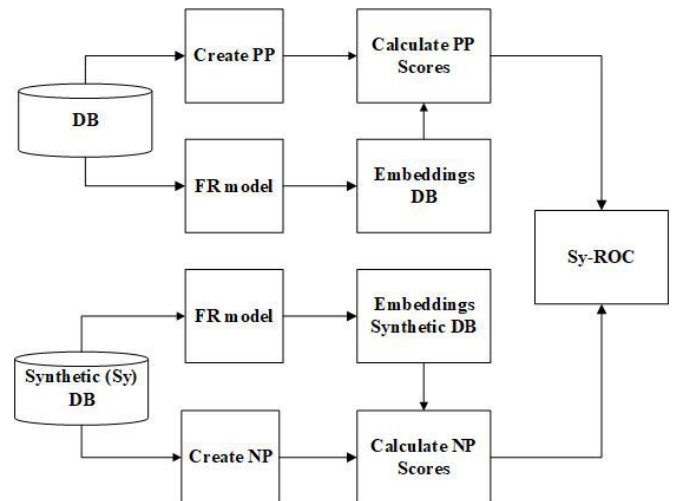 Create PP
Calculate PP
Scores
DB
FR model
Embeddings
DB
Sy-ROC
FR model
Embeddings
Synthetic DB
Synthetic (Sy)
DB
Create NP
Calculate NP
Scores